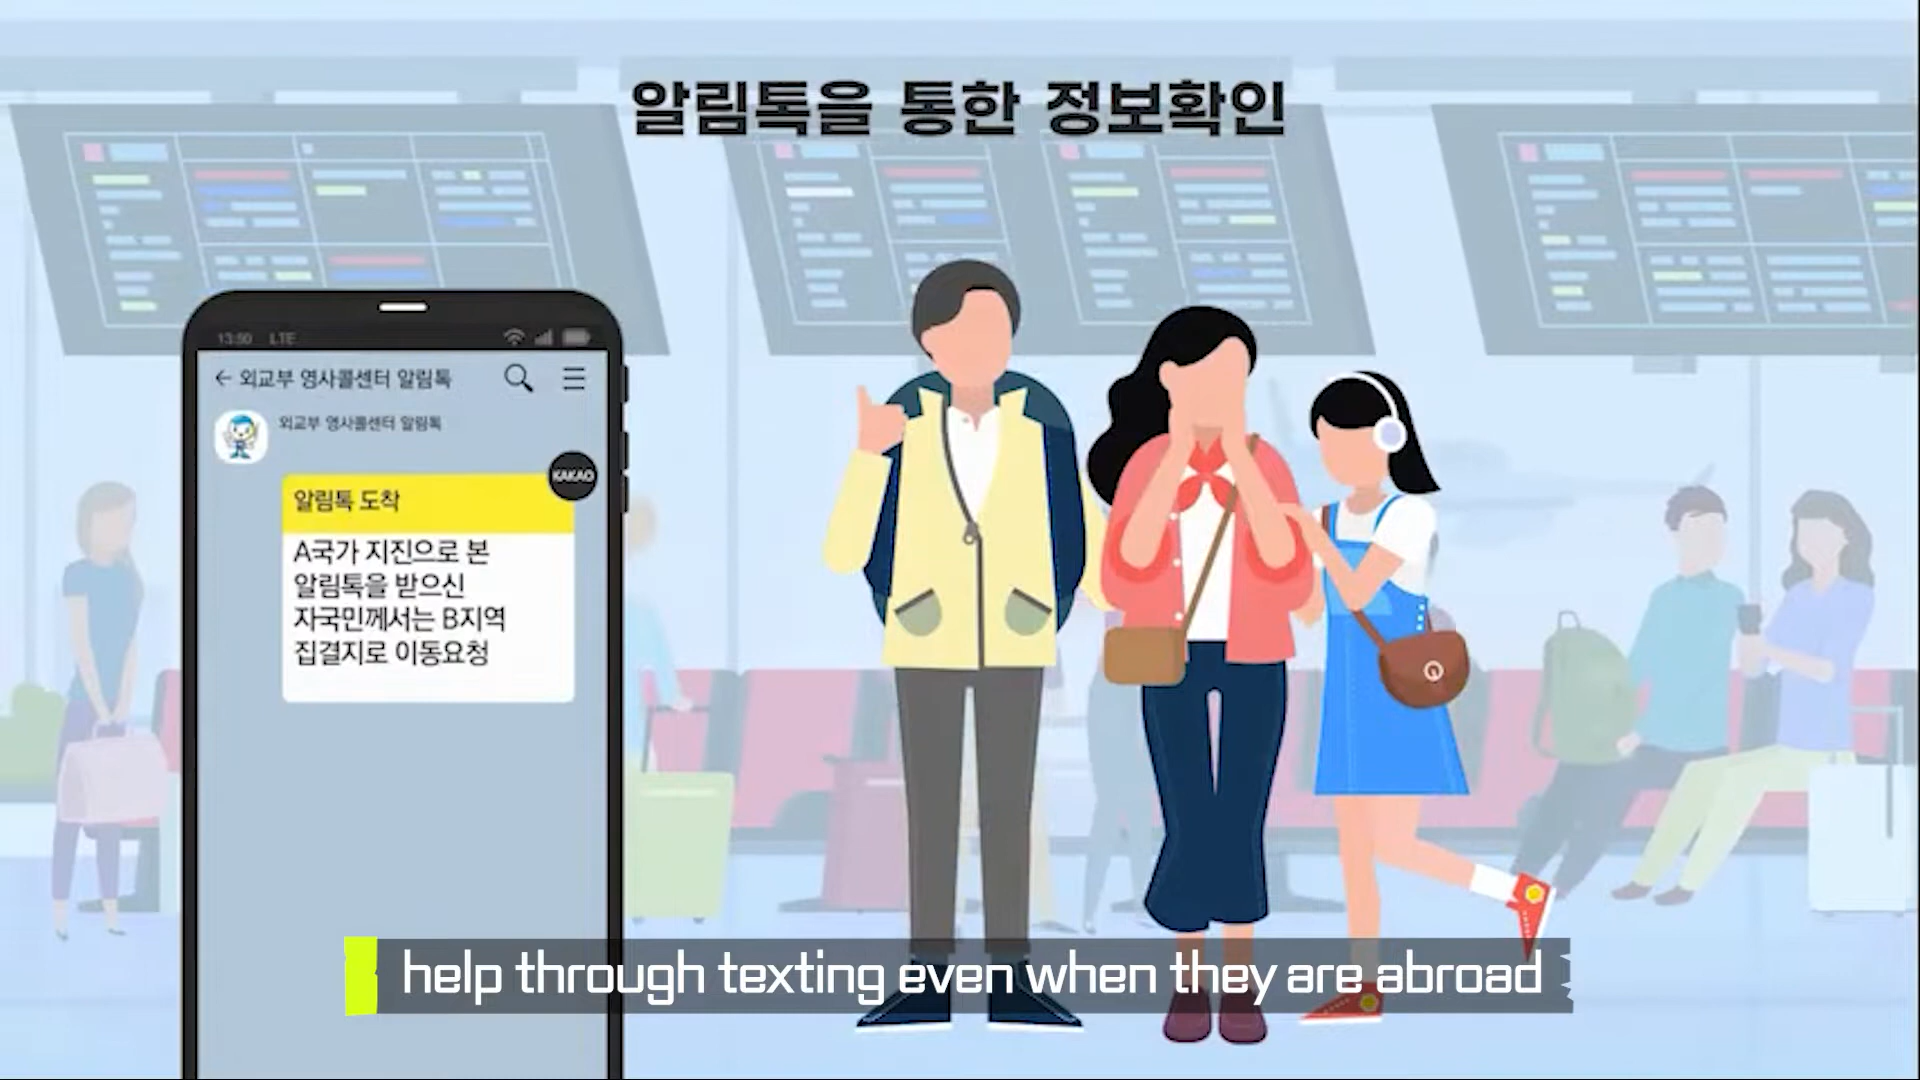 알림톡을 통한 정보확인
13:50 LTE
← 외교부 영사콜센터 알림톡
외교부 영사콜센터 알림톡
KAKAO
알림톡 도착
A국가 지진으로 본
알림톡을 받으신
자국민께서는 B지역
집결지로 이동요청
help through texting even when they are abroad